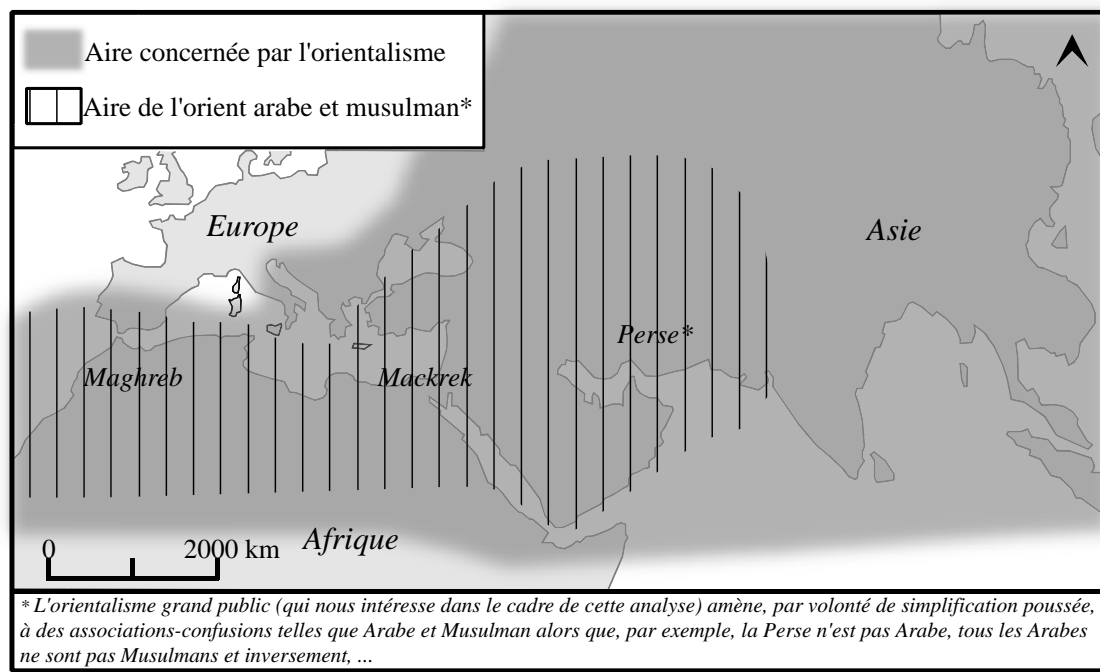 Aire concernée par l'orientalisme
Aire de l'orient arabe et musulman*
Europe
Asie
Perse*
Maghreb
Mackrek
Afrique
0 2000 km
* L'orientalisme grand public (qui nous intéresse dans le cadre de cette analyse) amène, par volonté de simplification poussée,
à des associations-confusions telles que Arabe et Musulman alors que, par exemple, la Perse n'est pas Arabe, tous les Arabes
ne sont pas Musulmans et inversement, ...